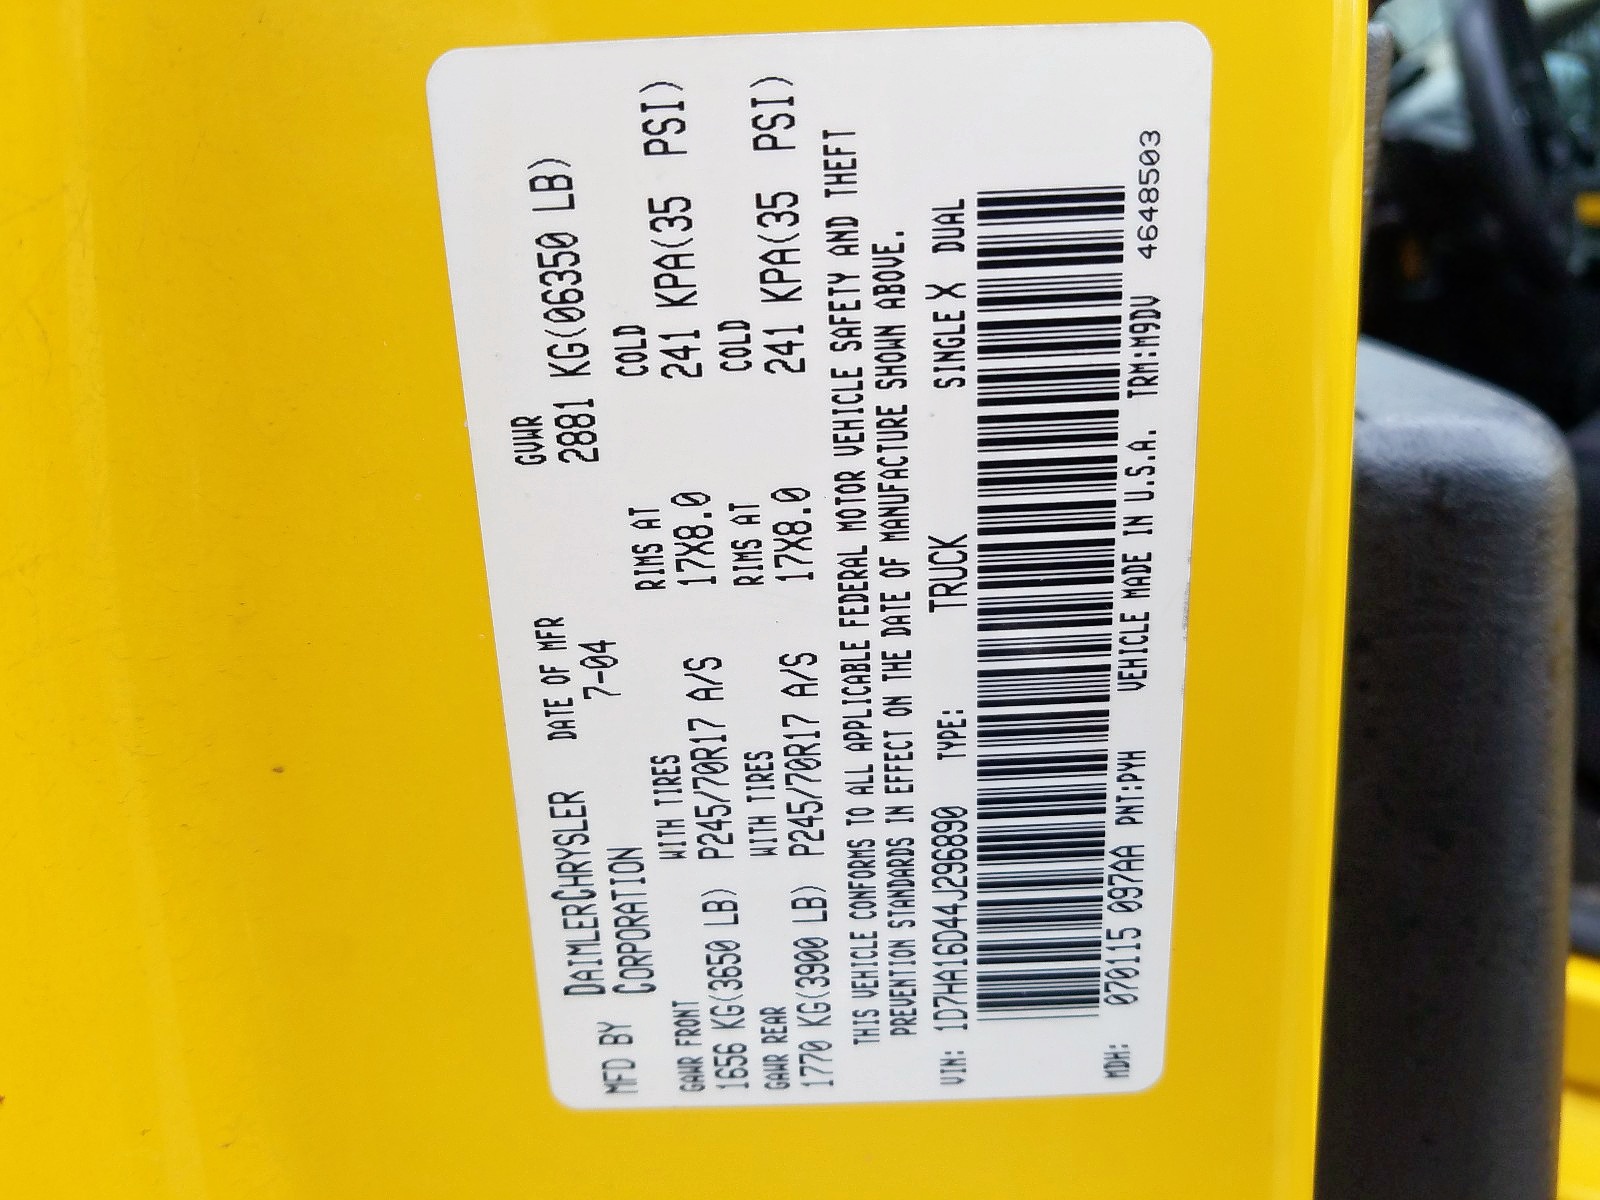 MFD BY DAIMLERCHRYSLER CORPORATION DATE OF MFR 7-04 GVWR 2881 KG(06350 LB)
GAWR FRONT WITH TIRES RIMS AT COLD
1656 KG(3650 LB) P245/70R17 A/S 17X8.0 241 KPA(35 PSI)
GAWR REAR WITH TIRES RIMS AT COLD
1770 KG(3900 LB) P245/70R17 A/S 17X8.0 241 KPA(35 PSI)
THIS VEHICLE CONFORMS TO ALL APPLICABLE FEDERAL MOTOR VEHICLE SAFETY AND THEFT
PREVENTION STANDARDS IN EFFECT ON THE DATE OF MANUFACTURE SHOWN ABOVE.
VIN: 1D7HA16D44J296890 TYPE: TRUCK SINGLE X DUAL
MDH: 070115 097AA PNT:PYH VEHICLE MADE IN U.S.A. TRM:M9DV 4648503